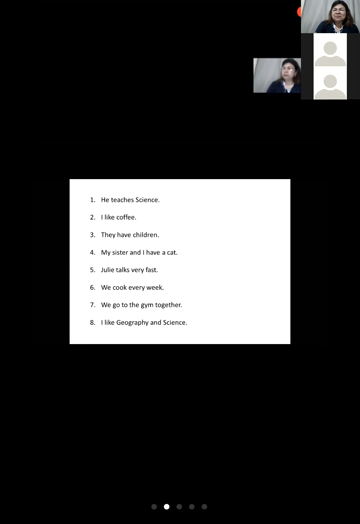 1. He teaches Science.
2. I like coffee.
3. They have children.
4. My sister and I have a cat.
5. Julie talks very fast.
6. We cook every week.
7. We go to the gym together.
8. I like Geography and Science.